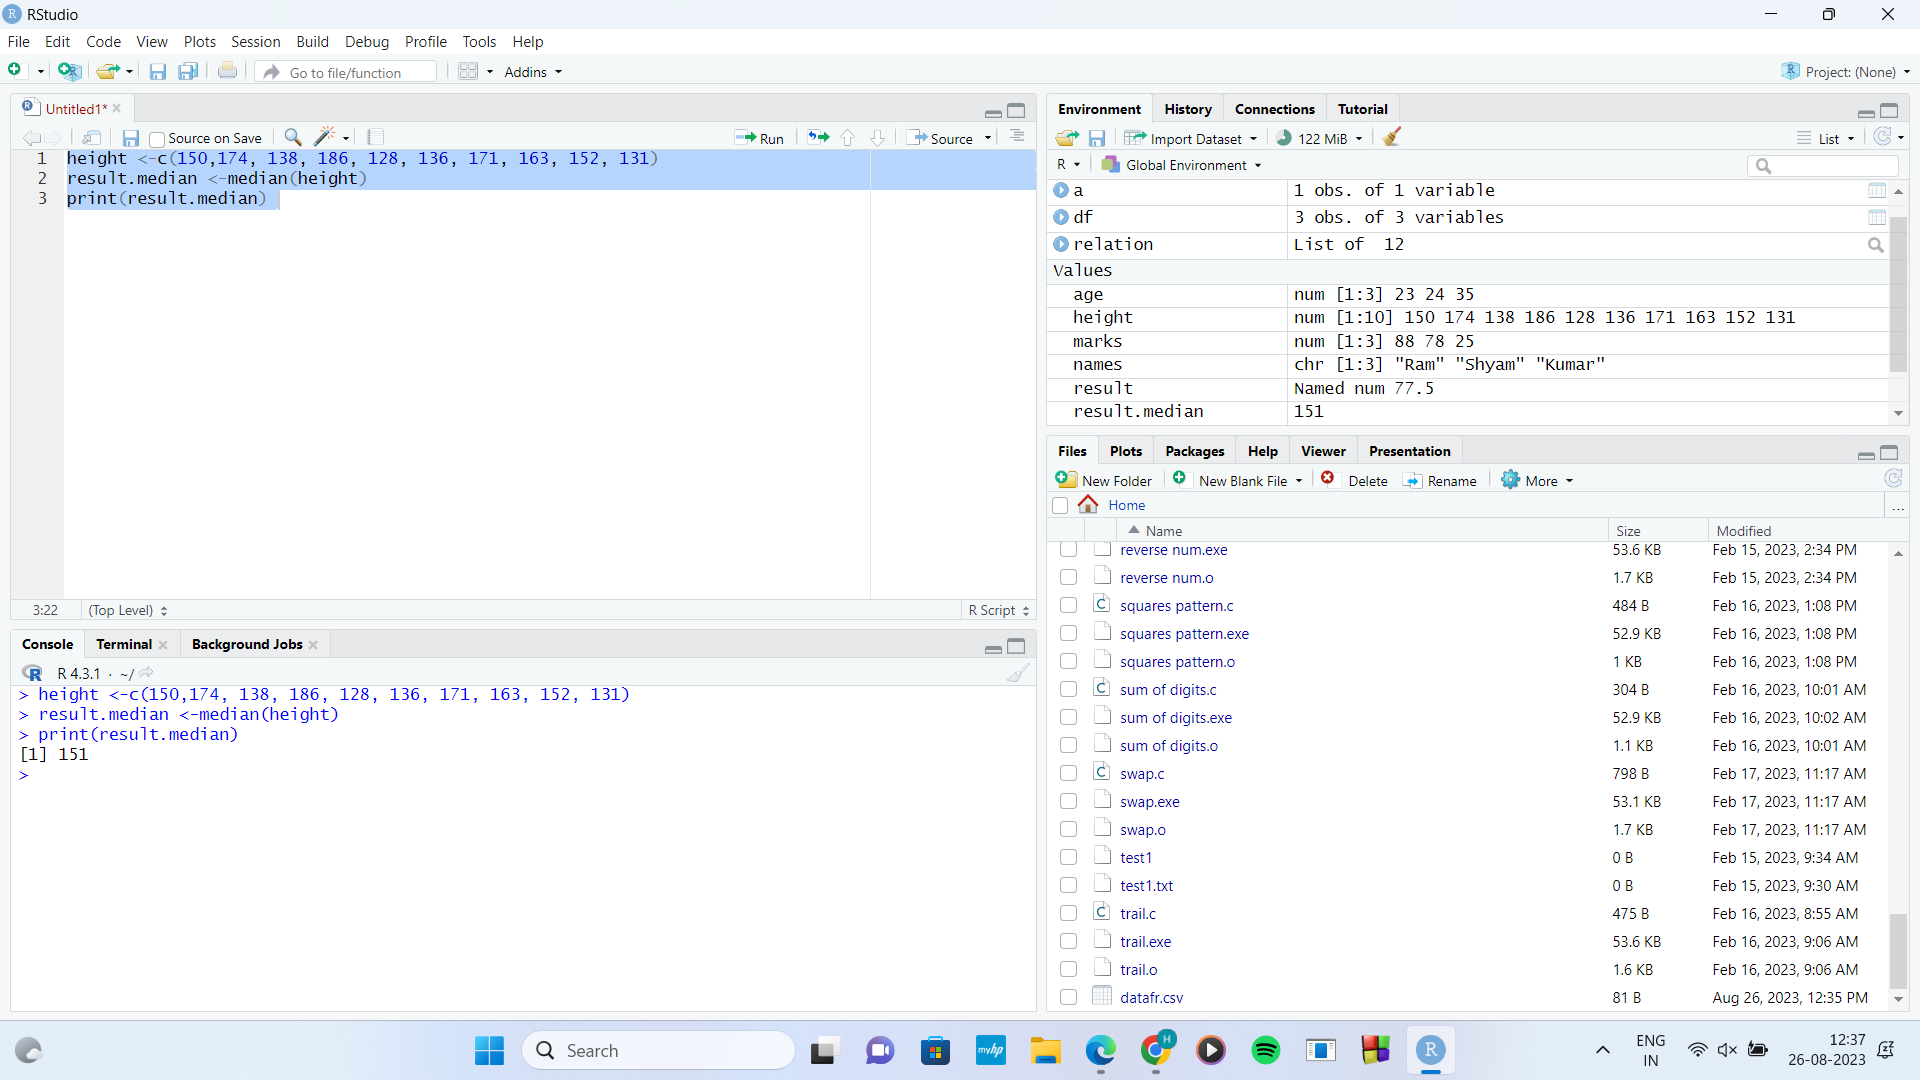 RStudio
File Edit Code View Plots Session Build Debug Profile Tools Help
Go to file/function Addins Project: (None)
Untitled1*
Source on Save Run Source
1 height <-c(150,174, 138, 186, 128, 136, 171, 163, 152, 131)
2 result.median <-median(height)
3 print(result.median)
3:22 (Top Level) R Script
Console Terminal Background Jobs
R 4.3.1 · ~/
> height <-c(150,174, 138, 186, 128, 136, 171, 163, 152, 131)
> result.median <-median(height)
> print(result.median)
[1] 151
>
Environment History Connections Tutorial
Import Dataset 122 MiB List
R Global Environment
a 1 obs. of 1 variable
df 3 obs. of 3 variables
relation List of 12
Values
age num [1:3] 23 24 35
height num [1:10] 150 174 138 186 128 136 171 163 152 131
marks num [1:3] 88 78 25
names chr [1:3] "Ram" "Shyam" "Kumar"
result Named num 77.5
result.median 151
Files Plots Packages Help Viewer Presentation
New Folder New Blank File Delete Rename More
Home ...
Name Size Modified
reverse num.exe 53.6 KB Feb 15, 2023, 2:34 PM
reverse num.o 1.7 KB Feb 15, 2023, 2:34 PM
squares pattern.c 484 B Feb 16, 2023, 1:08 PM
squares pattern.exe 52.9 KB Feb 16, 2023, 1:08 PM
squares pattern.o 1 KB Feb 16, 2023, 1:08 PM
sum of digits.c 304 B Feb 16, 2023, 10:01 AM
sum of digits.exe 52.9 KB Feb 16, 2023, 10:02 AM
sum of digits.o 1.1 KB Feb 16, 2023, 10:01 AM
swap.c 798 B Feb 17, 2023, 11:17 AM
swap.exe 53.1 KB Feb 17, 2023, 11:17 AM
swap.o 1.7 KB Feb 17, 2023, 11:17 AM
test1 0 B Feb 15, 2023, 9:34 AM
test1.txt 0 B Feb 15, 2023, 9:30 AM
trail.c 475 B Feb 16, 2023, 8:55 AM
trail.exe 53.6 KB Feb 16, 2023, 9:06 AM
trail.o 1.6 KB Feb 16, 2023, 9:06 AM
datafr.csv 81 B Aug 26, 2023, 12:35 PM
Search myhp H R
ENG
IN
12:37
26-08-2023